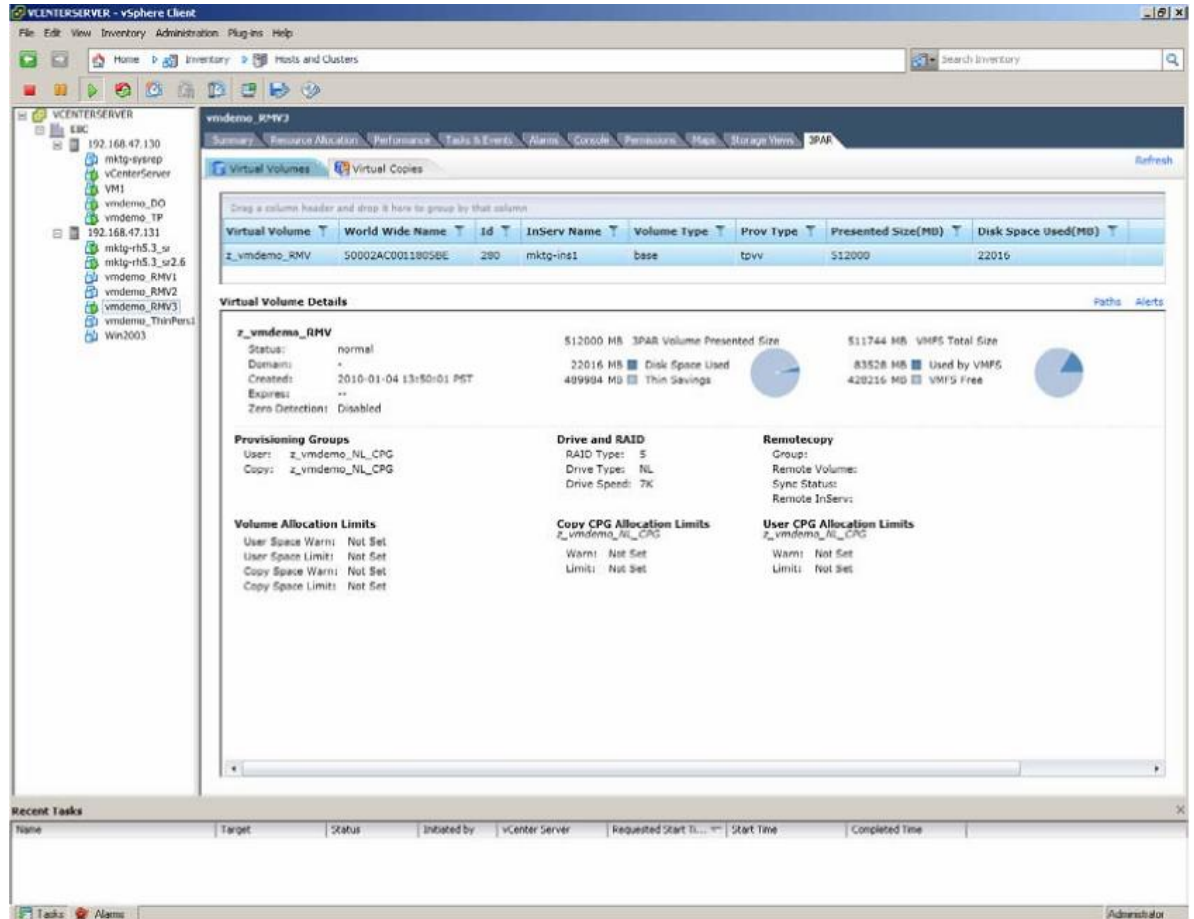 VCENTERSERVER - vSphere Client
File Edit View Inventory Administration Plug-ins Help
Home Inventory Hosts and Clusters Search Inventory
VCENTERSERVER
EBC
192.168.47.130
mktg-sysrep
vCenterServer
VM1
vmdemo_DO
vmdemo_TP
192.168.47.131
mktg-rh5.3_sr
mktg-rh5.3_sr2.6
vmdemo_RMV1
vmdemo_RMV2
vmdemo_RMV3
vmdemo_ThinPers1
Win2003
vmdemo_RMV3
Summary Resource Allocation Performance Tasks & Events Alarms Console Permissions Maps Storage Views 3PAR
Refresh
Virtual Volumes Virtual Copies
Drag a column header and drop it here to group by that column
Virtual Volume World Wide Name Id InServ Name Volume Type Prov Type Presented Size(MB) Disk Space Used(MB)
z_vmdemo_RMV 50002AC0011805BE 280 mktg-ins1 base tpvv 512000 22016
Virtual Volume Details Paths Alerts
z_vmdemo_RMV
Status: normal
Domain: -
Created: 2010-01-04 13:50:01 PST
Expires: --
Zero Detection: Disabled
512000 MB 3PAR Volume Presented Size
22016 MB Disk Space Used
489984 MB Thin Savings
511744 MB VMFS Total Size
83528 MB Used by VMFS
428216 MB VMFS Free
Provisioning Groups
User: z_vmdemo_NL_CPG
Copy: z_vmdemo_NL_CPG
Drive and RAID
RAID Type: 5
Drive Type: NL
Drive Speed: 7K
Remotecopy
Group:
Remote Volume:
Sync Status:
Remote InServ:
Volume Allocation Limits
User Space Warn: Not Set
User Space Limit: Not Set
Copy Space Warn: Not Set
Copy Space Limit: Not Set
Copy CPG Allocation Limits
z_vmdemo_NL_CPG
Warn: Not Set
Limit: Not Set
User CPG Allocation Limits
z_vmdemo_NL_CPG
Warn: Not Set
Limit: Not Set
Recent Tasks
Name Target Status Initiated by vCenter Server Requested Start Ti... Start Time Completed Time
Tasks Alarms Administrator